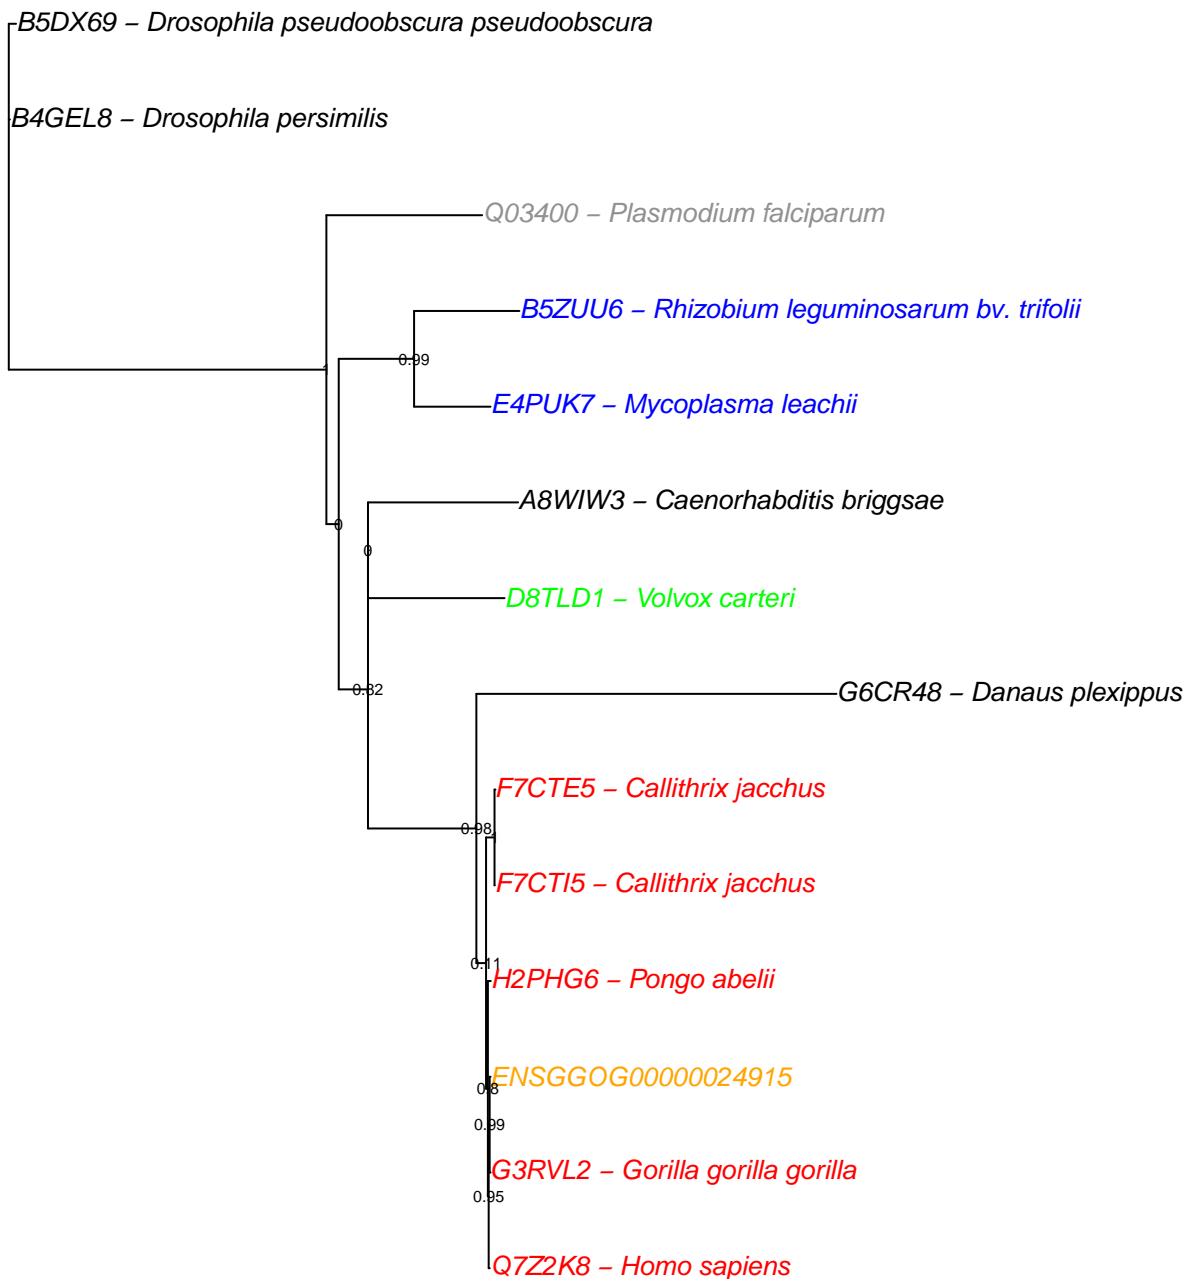 B5DX69 – Drosophila pseudoobscura pseudoobscura
B4GEL8 – Drosophila persimilis
Q03400 – Plasmodium falciparum
B5ZUU6 – Rhizobium leguminosarum bv. trifolii
0.99
1
E4PUK7 – Mycoplasma leachii
A8WIW3 – Caenorhabditis briggsae
0
0
D8TLD1 – Volvox carteri
0.82
G6CR48 – Danaus plexippus
F7CTE5 – Callithrix jacchus
0.98
1
F7CTI5 – Callithrix jacchus
0.11
H2PHG6 – Pongo abelii
ENSGGOG00000024915
0.8
0.99
G3RVL2 – Gorilla gorilla gorilla
0.95
Q7Z2K8 – Homo sapiens